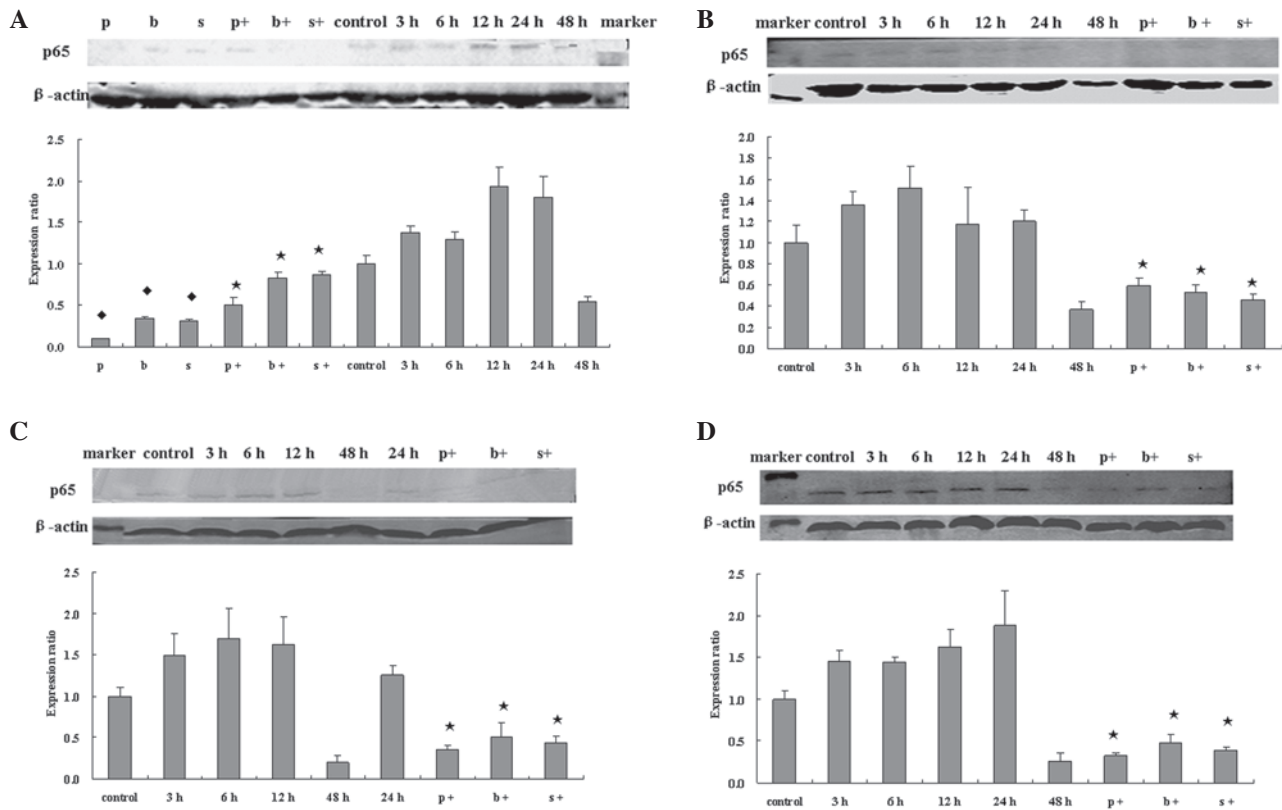 A
p b s p+ b+ s+ control 3 h 6 h 12 h 24 h 48 h marker
p65
β -actin
Expression ratio
2.5
2.0
1.5
1.0
0.5
0.0
p b s p + b + s + control 3 h 6 h 12 h 24 h 48 h
B
marker control 3 h 6 h 12 h 24 h 48 h p+ b + s+
p65
β -actin
Expression ratio
2.0
1.8
1.6
1.4
1.2
1.0
0.8
0.6
0.4
0.2
0.0
control 3 h 6 h 12 h 24 h 48 h p + b + s +
C
marker control 3 h 6 h 12 h 48 h 24 h p+ b+ s+
p65
β -actin
Expression ratio
2.5
2.0
1.5
1.0
0.5
0.0
control 3 h 6 h 12 h 48 h 24 h p + b + s +
D
marker control 3 h 6 h 12 h 24 h 48 h p+ b+ s+
p65
β -actin
Expression ratio
2.5
2.0
1.5
1.0
0.5
0.0
control 3 h 6 h 12 h 24 h 48 h p + b + s +